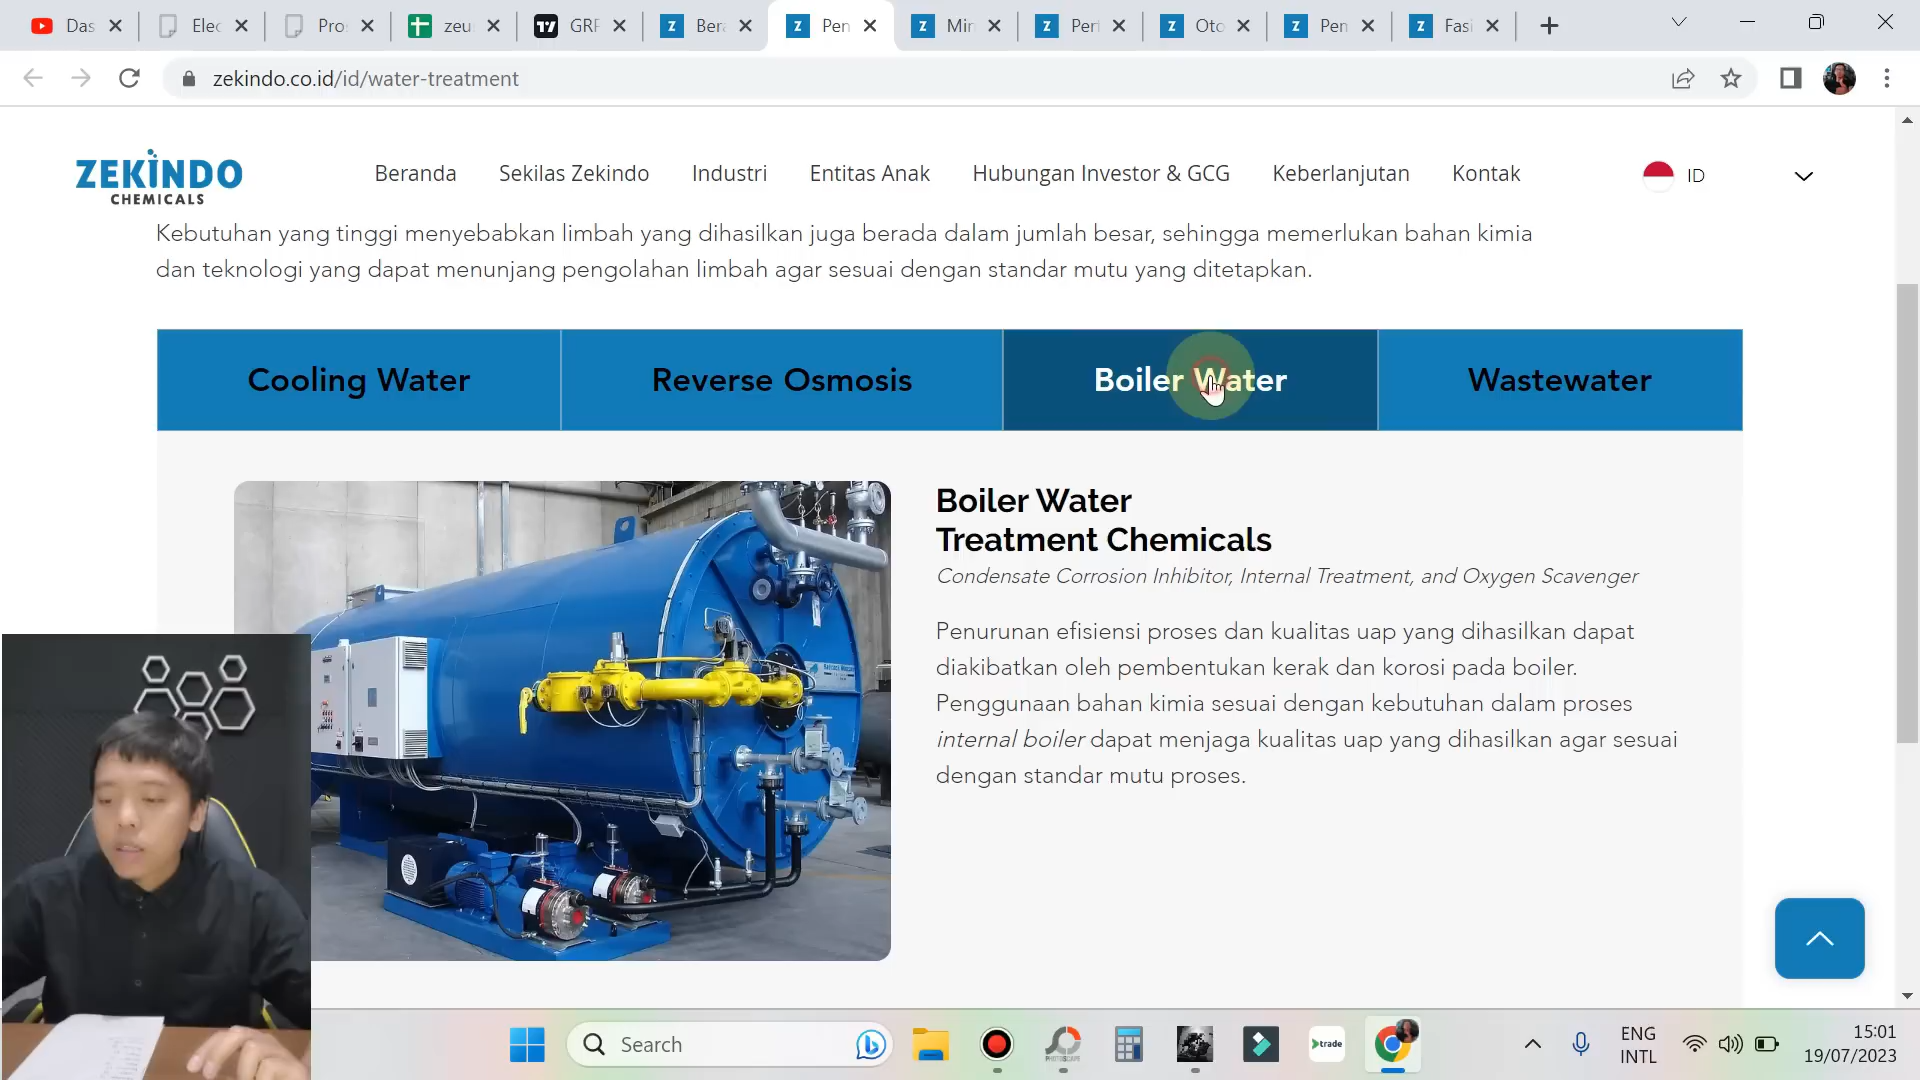 Das
Elec
Pro
zeu
GRF
Ber
Pen
Min
Peri
Oto
Pen
Fasi
zekindo.co.id/id/water-treatment
ZEKINDO
CHEMICALS
Beranda
Sekilas Zekindo
Industri
Entitas Anak
Hubungan Investor & GCG
Keberlanjutan
Kontak
ID
Kebutuhan yang tinggi menyebabkan limbah yang dihasilkan juga berada dalam jumlah besar, sehingga memerlukan bahan kimia
dan teknologi yang dapat menunjang pengolahan limbah agar sesuai dengan standar mutu yang ditetapkan.
Cooling Water
Reverse Osmosis
Boiler Water
Wastewater
Boiler Water
Treatment Chemicals
Condensate Corrosion Inhibitor, Internal Treatment, and Oxygen Scavenger
Penurunan efisiensi proses dan kualitas uap yang dihasilkan dapat
diakibatkan oleh pembentukan kerak dan korosi pada boiler.
Penggunaan bahan kimia sesuai dengan kebutuhan dalam proses
internal boiler dapat menjaga kualitas uap yang dihasilkan agar sesuai
dengan standar mutu proses.
Search
trade
ENG
INTL
15:01
19/07/2023